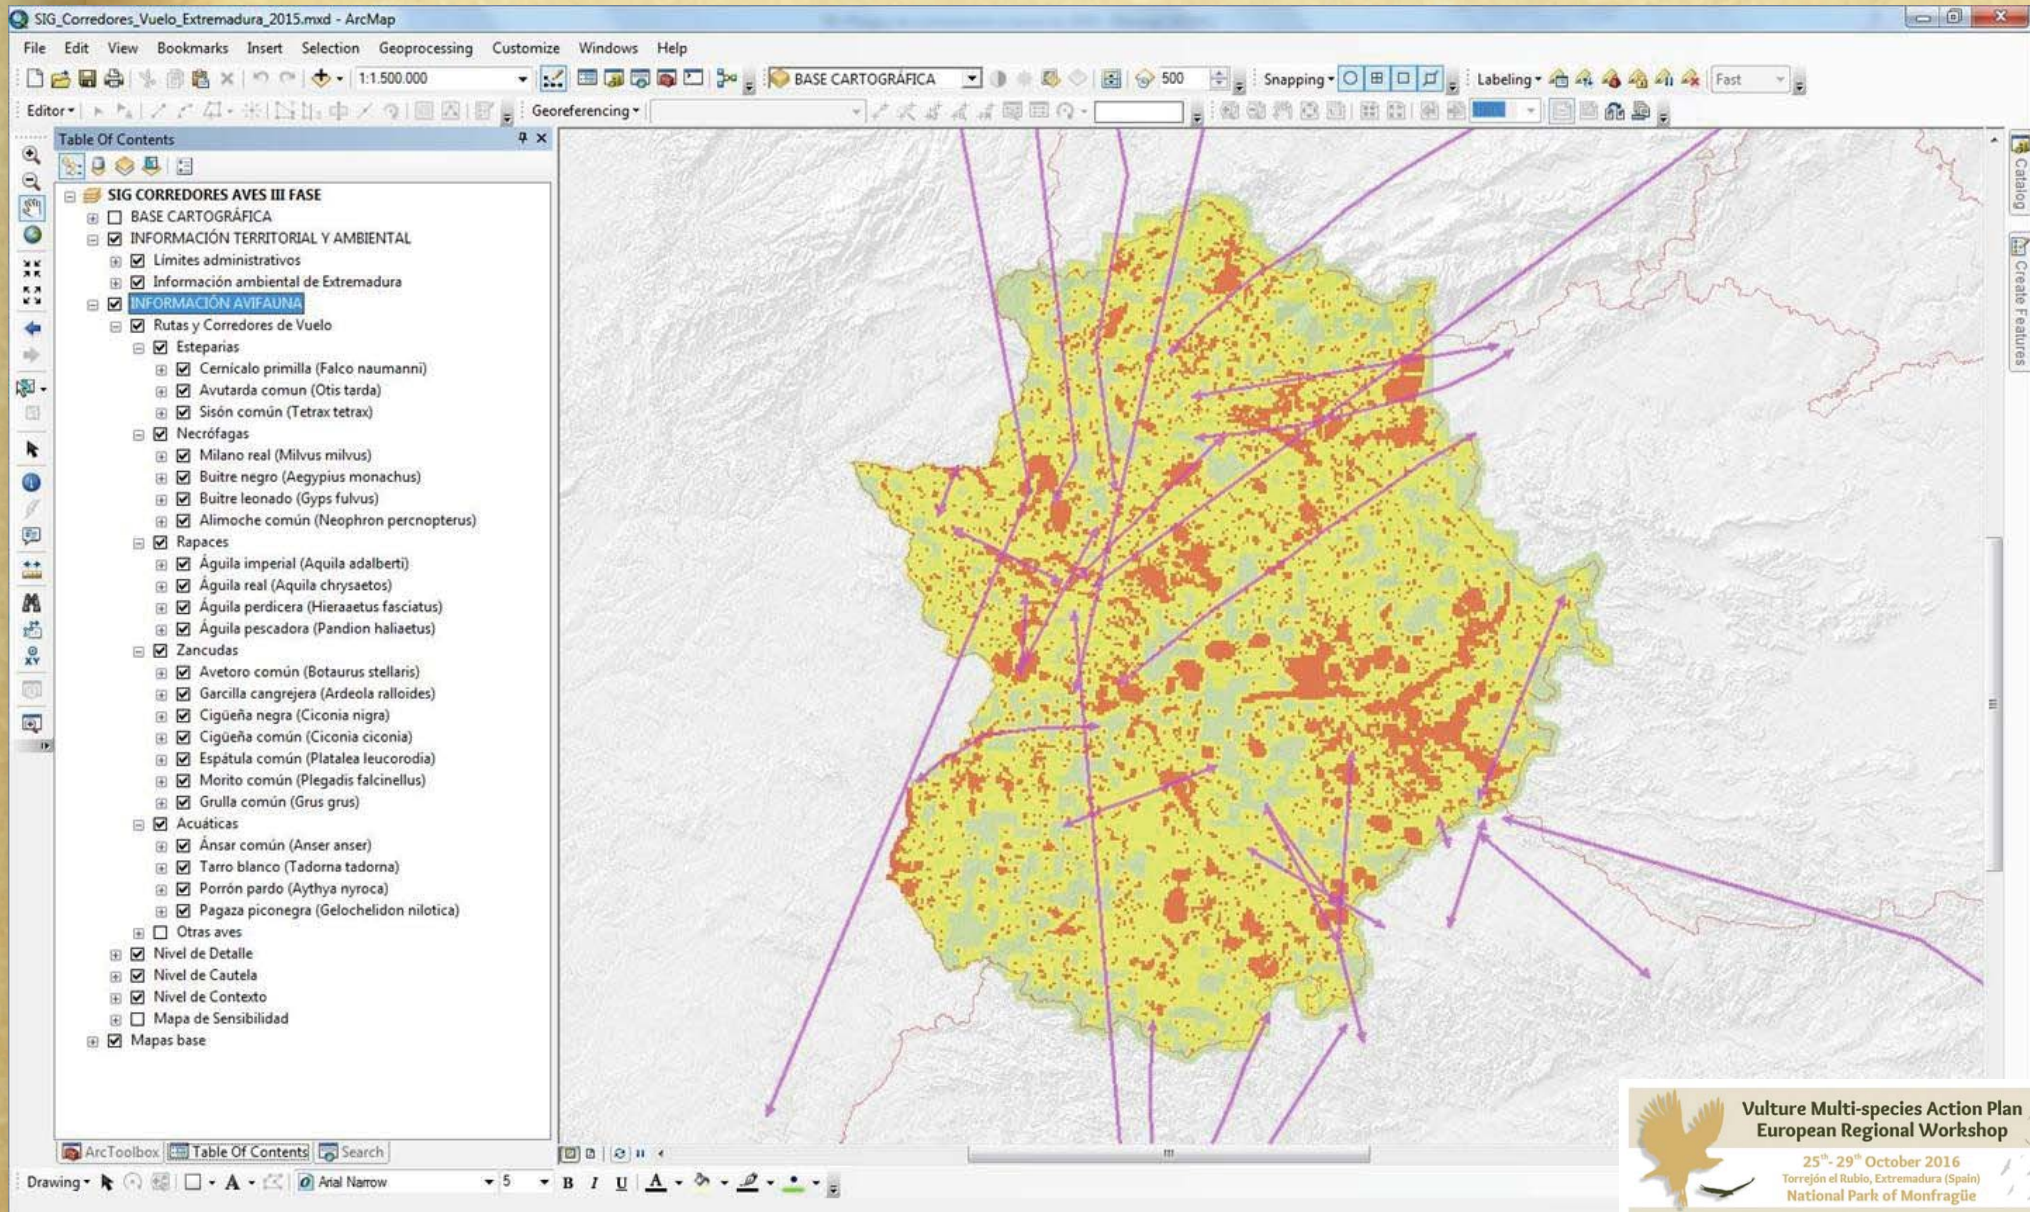 SIG_Corredores_Vuelo_Extremadura_2015.mxd - ArcMap
File Edit View Bookmarks Insert Selection Geoprocessing Customize Windows Help
1:1.500.000 BASE CARTOGRÁFICA 500 Snapping Labeling Fast
Editor Georeferencing
Table Of Contents
SIG CORREDORES AVES III FASE
BASE CARTOGRÁFICA
INFORMACIÓN TERRITORIAL Y AMBIENTAL
Límites administrativos
Información ambiental de Extremadura
INFORMACIÓN AVIFAUNA
Rutas y Corredores de Vuelo
Esteparias
Cernícalo primilla (Falco naumanni)
Avutarda comun (Otis tarda)
Sisón común (Tetrax tetrax)
Necrófagas
Milano real (Milvus milvus)
Buitre negro (Aegypius monachus)
Buitre leonado (Gyps fulvus)
Alimoche común (Neophron percnopterus)
Rapaces
Águila imperial (Aquila adalberti)
Águila real (Aquila chrysaetos)
Águila perdicera (Hieraaetus fasciatus)
Águila pescadora (Pandion haliaetus)
Zancudas
Avetoro común (Botaurus stellaris)
Garcilla cangrejera (Ardeola ralloides)
Cigüeña negra (Ciconia nigra)
Cigüeña común (Ciconia ciconia)
Espátula común (Platalea leucorodia)
Morito común (Plegadis falcinellus)
Grulla común (Grus grus)
Acuáticas
Ánsar común (Anser anser)
Tarro blanco (Tadorna tadorna)
Porrón pardo (Aythya nyroca)
Pagaza piconegra (Gelochelidon nilotica)
Otras aves
Nivel de Detalle
Nivel de Cautela
Nivel de Contexto
Mapa de Sensibilidad
Mapas base
XY
Catalog
Create Features
ArcToolbox Table Of Contents Search
Drawing A Arial Narrow 5 B I U A
Vulture Multi-species Action Plan
European Regional Workshop
25th- 29th October 2016
Torrejón el Rubio, Extremadura (Spain)
National Park of Monfragüe